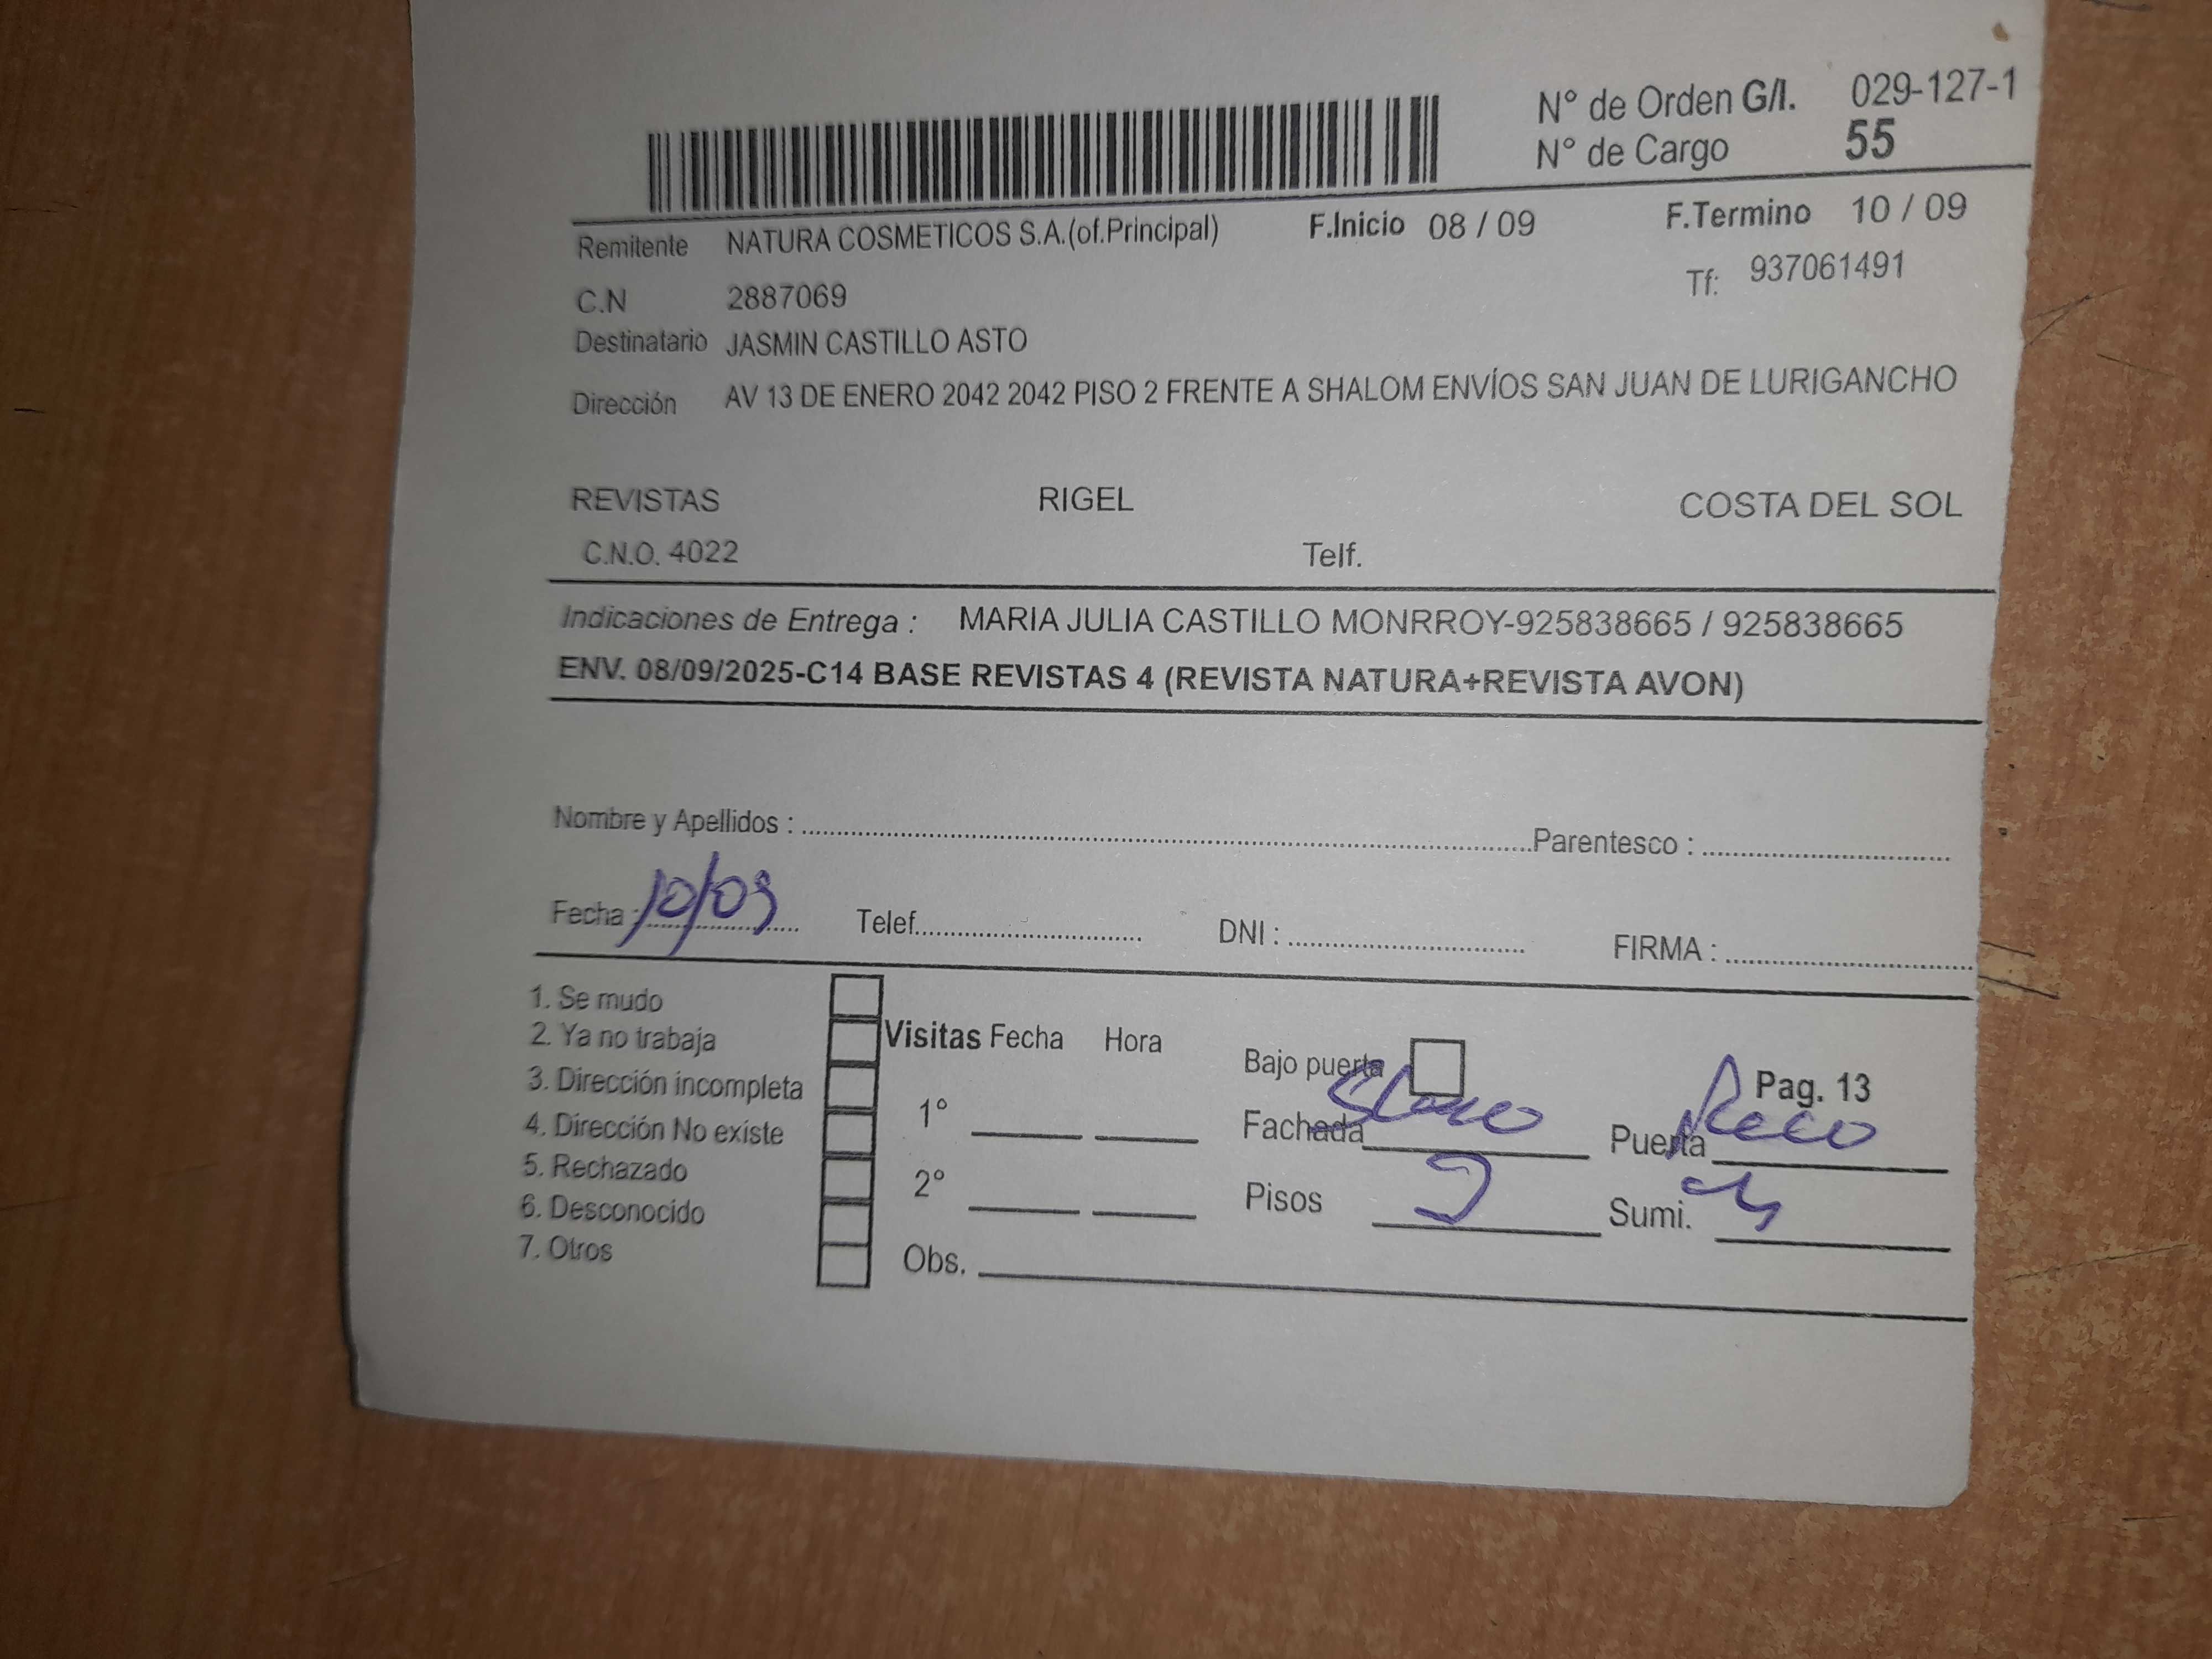 N° de Orden G/I. 029-127-1
N° de Cargo 55
Remitente NATURA COSMETICOS S.A.(of.Principal) F.Inicio 08 / 09 F.Termino 10 / 09
C.N 2887069 Tf: 937061491
Destinatario JASMIN CASTILLO ASTO
Dirección AV 13 DE ENERO 2042 2042 PISO 2 FRENTE A SHALOM ENVÍOS SAN JUAN DE LURIGANCHO
REVISTAS RIGEL COSTA DEL SOL
C.N.O. 4022 Telf.
Indicaciones de Entrega : MARIA JULIA CASTILLO MONRROY-925838665 / 925838665
ENV. 08/09/2025-C14 BASE REVISTAS 4 (REVISTA NATURA+REVISTA AVON)
Nombre y Apellidos : Parentesco :
Fecha : 10/09 Telef. DNI : FIRMA :
1. Se mudo
2. Ya no trabaja
3. Dirección incompleta
4. Dirección No existe
5. Rechazado
6. Desconocido
7. Otros
Visitas Fecha Hora
1°
2°
Obs.
Bajo puerta Pag. 13
Fachada Puerta
Pisos Sumi.